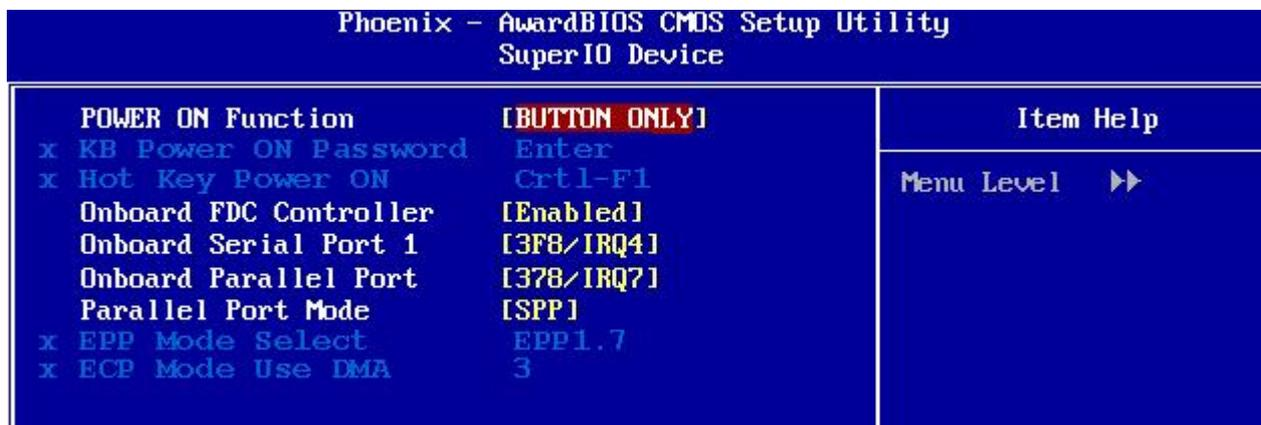 Phoenix - AwardBIOS CMOS Setup Utility
SuperIO Device
POWER ON Function [BUTTON ONLY]
x KB Power ON Password Enter
x Hot Key Power ON Crtl-F1
Onboard FDC Controller [Enabled]
Onboard Serial Port 1 [3F8/IRQ4]
Onboard Parallel Port [378/IRQ7]
Parallel Port Mode [SPP]
x EPP Mode Select EPP1.7
x ECP Mode Use DMA 3
Item Help
Menu Level ▶▶